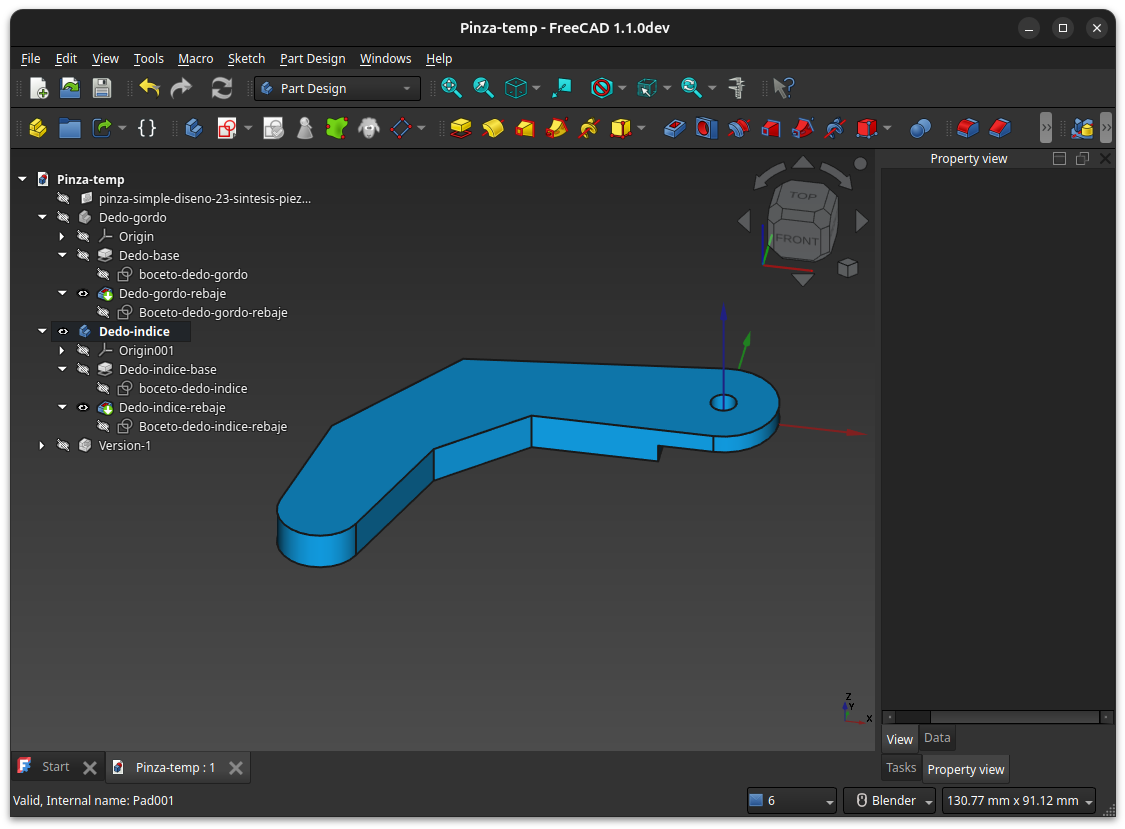 Pinza-temp - FreeCAD 1.1.0dev
File Edit View Tools Macro Sketch Part Design Windows Help
Part Design
Property view
Pinza-temp
pinza-simple-diseno-23-sintesis-piez...
Dedo-gordo
Origin
Dedo-base
boceto-dedo-gordo
Dedo-gordo-rebaje
Boceto-dedo-gordo-rebaje
Dedo-indice
Origin001
Dedo-indice-base
boceto-dedo-indice
Dedo-indice-rebaje
Boceto-dedo-indice-rebaje
Version-1
TOP
FRONT
Z
Y
X
View Data
Start Pinza-temp : 1
Tasks Property view
Valid, Internal name: Pad001
6 Blender 130.77 mm x 91.12 mm